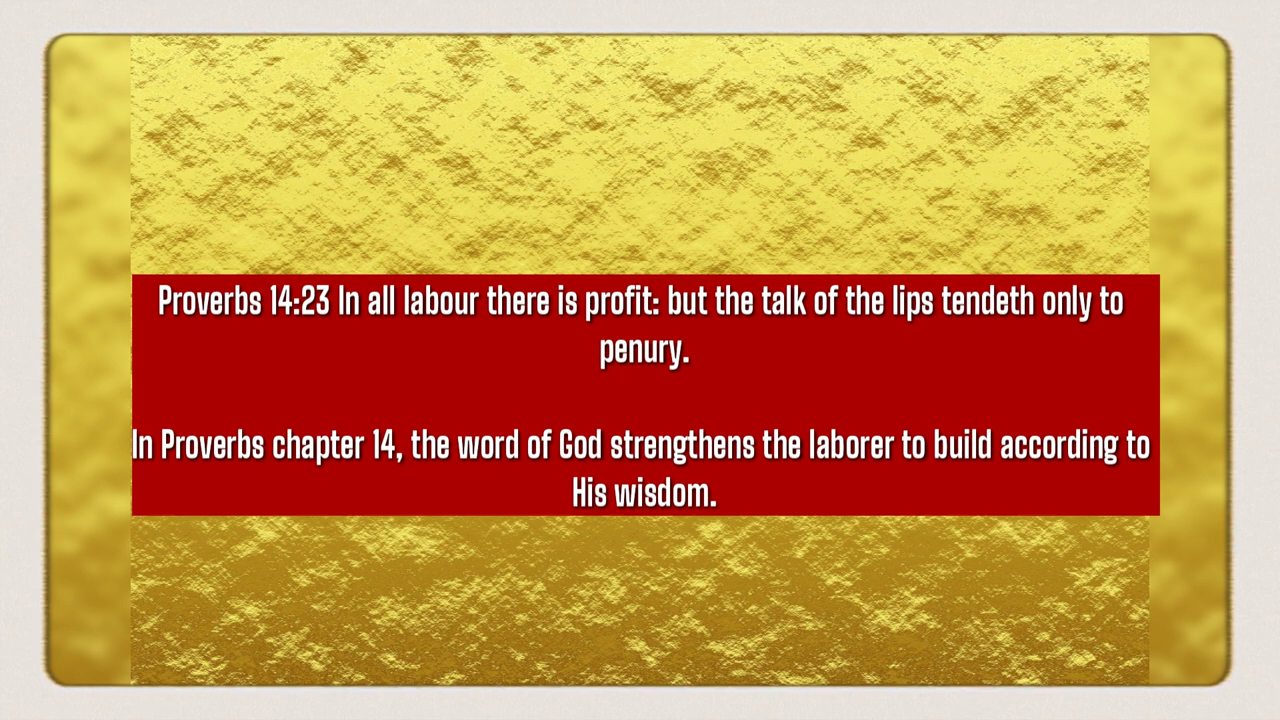 Proverbs 14:23 In all labour there is profit: but the talk of the lips tendeth only to
penury.
In Proverbs chapter 14, the word of God strengthens the laborer to build according to
His wisdom.